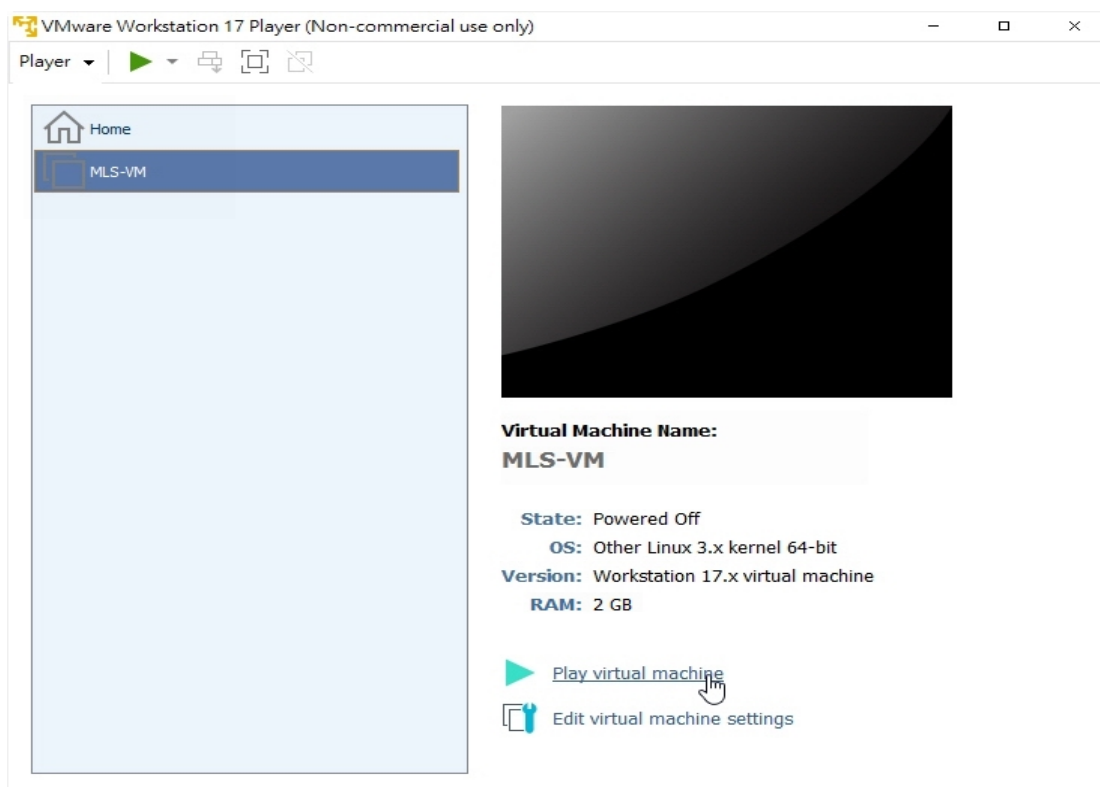 VMware Workstation 17 Player (Non-commercial use only)
Player
Home
MLS-VM
Virtual Machine Name:
MLS-VM
State: Powered Off
OS: Other Linux 3.x kernel 64-bit
Version: Workstation 17.x virtual machine
RAM: 2 GB
Play virtual machine
Edit virtual machine settings